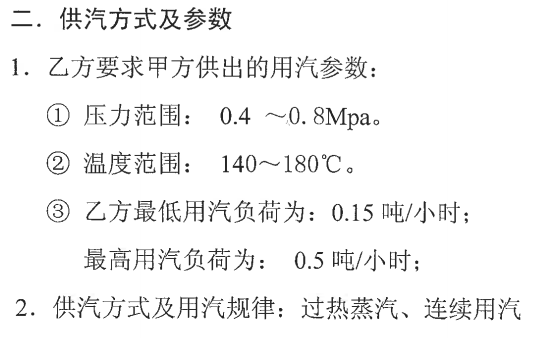 二．供汽方式及参数
1．乙方要求甲方供出的用汽参数：
① 压力范围： 0.4 ～0.8Mpa。
② 温度范围： 140～180℃。
③ 乙方最低用汽负荷为：0.15 吨/小时；
最高用汽负荷为： 0.5 吨/小时；
2．供汽方式及用汽规律：过热蒸汽、连续用汽